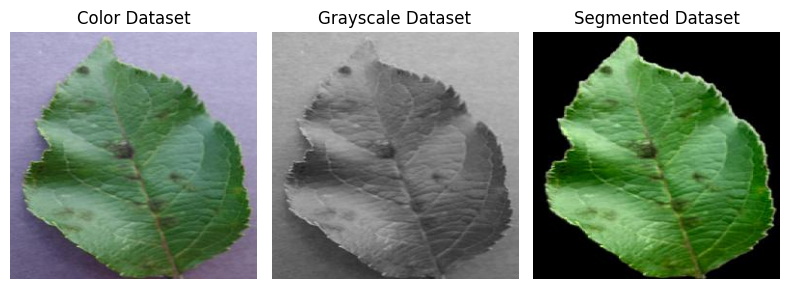 Color Dataset
Grayscale Dataset
Segmented Dataset